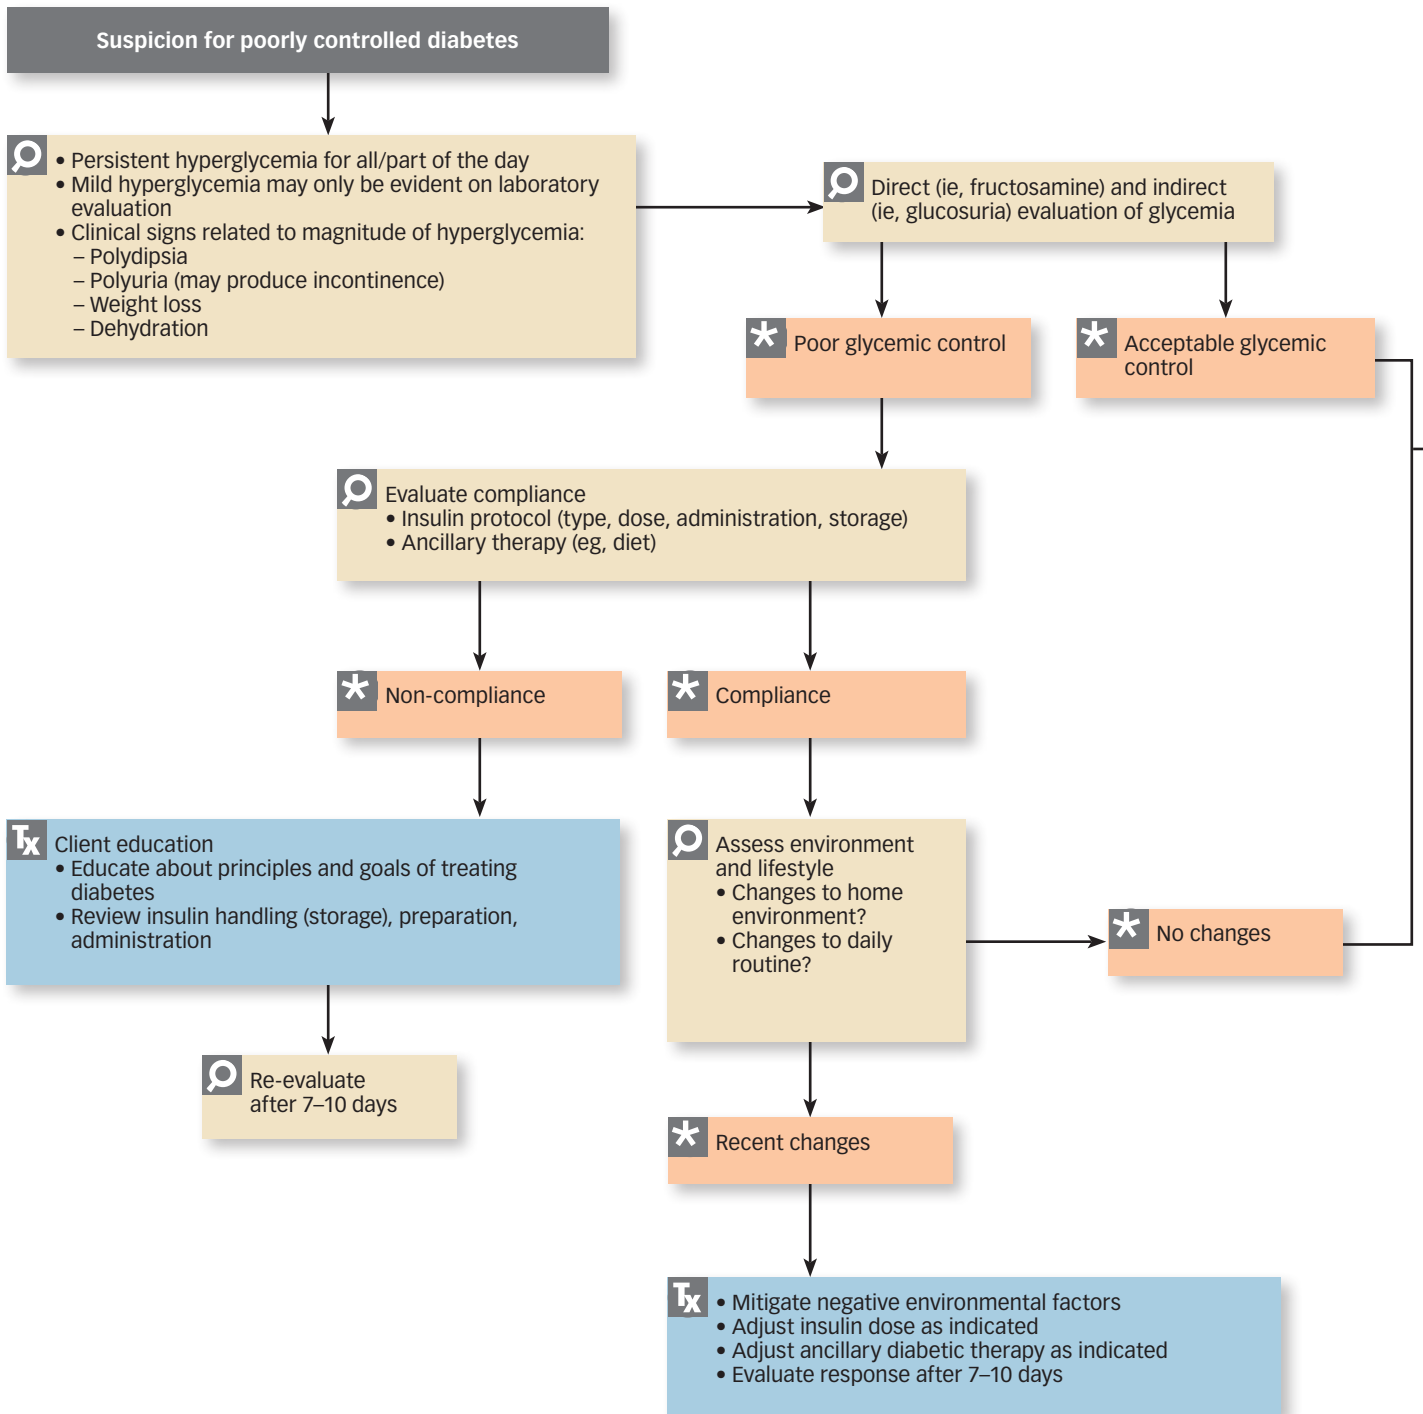 Suspicion for poorly controlled diabetes
• Persistent hyperglycemia for all/part of the day
• Mild hyperglycemia may only be evident on laboratory
evaluation
• Clinical signs related to magnitude of hyperglycemia:
– Polydipsia
– Polyuria (may produce incontinence)
– Weight loss
– Dehydration
Direct (ie, fructosamine) and indirect
(ie, glucosuria) evaluation of glycemia
* Poor glycemic control
* Acceptable glycemic
control
Evaluate compliance
• Insulin protocol (type, dose, administration, storage)
• Ancillary therapy (eg, diet)
* Non-compliance
* Compliance
Tx Client education
• Educate about principles and goals of treating
diabetes
• Review insulin handling (storage), preparation,
administration
Assess environment
and lifestyle
• Changes to home
environment?
• Changes to daily
routine?
* No changes
Re-evaluate
after 7–10 days
* Recent changes
Tx • Mitigate negative environmental factors
• Adjust insulin dose as indicated
• Adjust ancillary diabetic therapy as indicated
• Evaluate response after 7–10 days